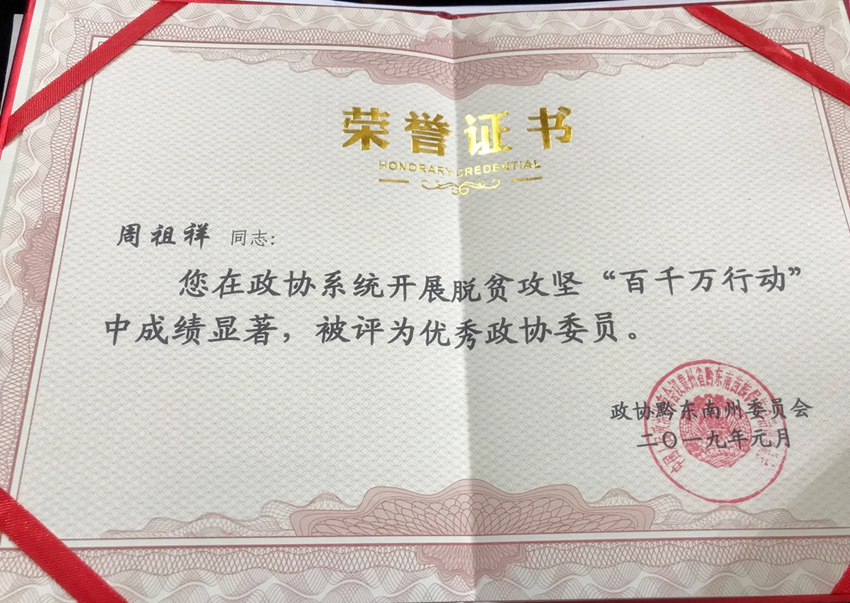 荣誉证书
HONORARY CREDENTIAL
周祖祥 同志：
您在政协系统开展脱贫攻坚“百千万行动”
中成绩显著，被评为优秀政协委员。
政协黔东南州委员会
二〇一九年元月